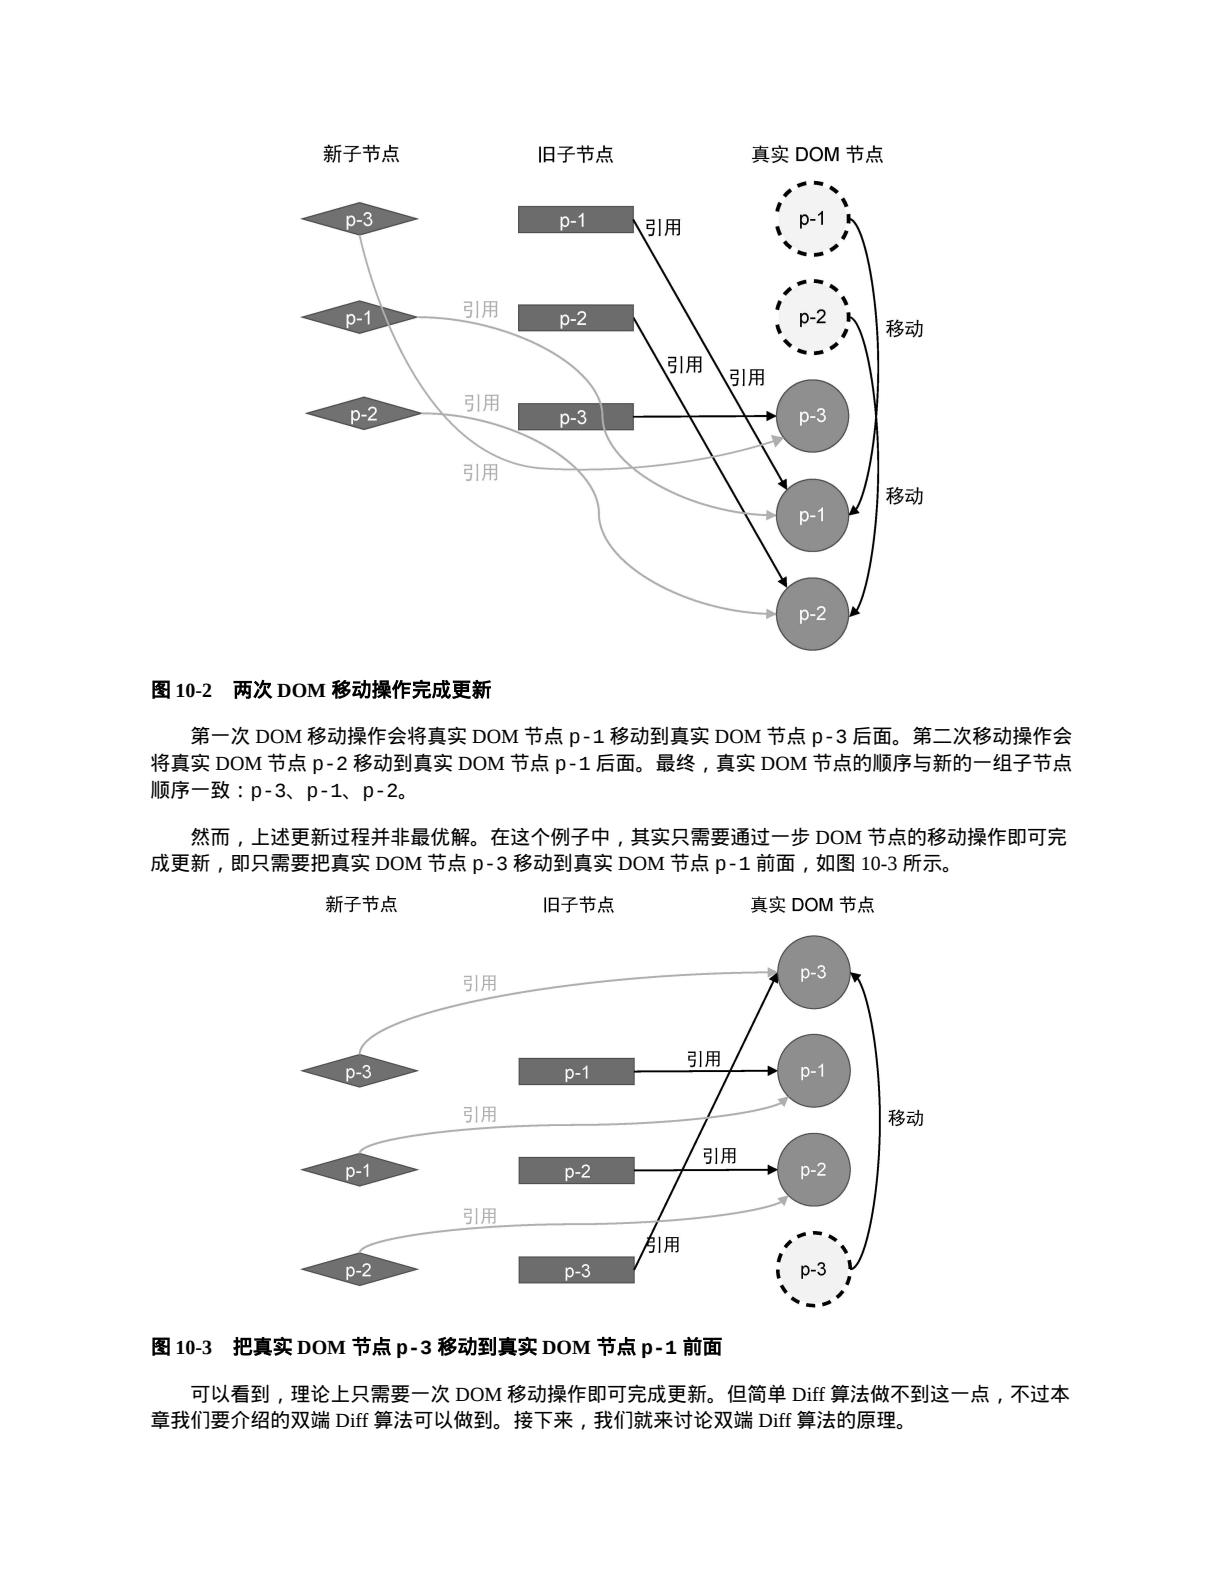 新子节点 旧子节点 真实 DOM 节点
p-3 p-1 引用 p-1
p-1 引用 p-2 p-2 移动
引用 引用
p-2 引用 p-3 p-3
引用 移动
p-1
p-2
图 10-2 两次 DOM 移动操作完成更新
第一次 DOM 移动操作会将真实 DOM 节点 p-1 移动到真实 DOM 节点 p-3 后面。第二次移动操作会
将真实 DOM 节点 p-2 移动到真实 DOM 节点 p-1 后面。最终，真实 DOM 节点的顺序与新的一组子节点
顺序一致：p-3、p-1、p-2。
然而，上述更新过程并非最优解。在这个例子中，其实只需要通过一步 DOM 节点的移动操作即可完
成更新，即只需要把真实 DOM 节点 p-3 移动到真实 DOM 节点 p-1 前面，如图 10-3 所示。
新子节点 旧子节点 真实 DOM 节点
引用 p-3
p-3 p-1 引用 p-1
引用 移动
p-1 p-2 引用 p-2
引用 引用
p-2 p-3 p-3
图 10-3 把真实 DOM 节点 p-3 移动到真实 DOM 节点 p-1 前面
可以看到，理论上只需要一次 DOM 移动操作即可完成更新。但简单 Diff 算法做不到这一点，不过本
章我们要介绍的双端 Diff 算法可以做到。接下来，我们就来讨论双端 Diff 算法的原理。